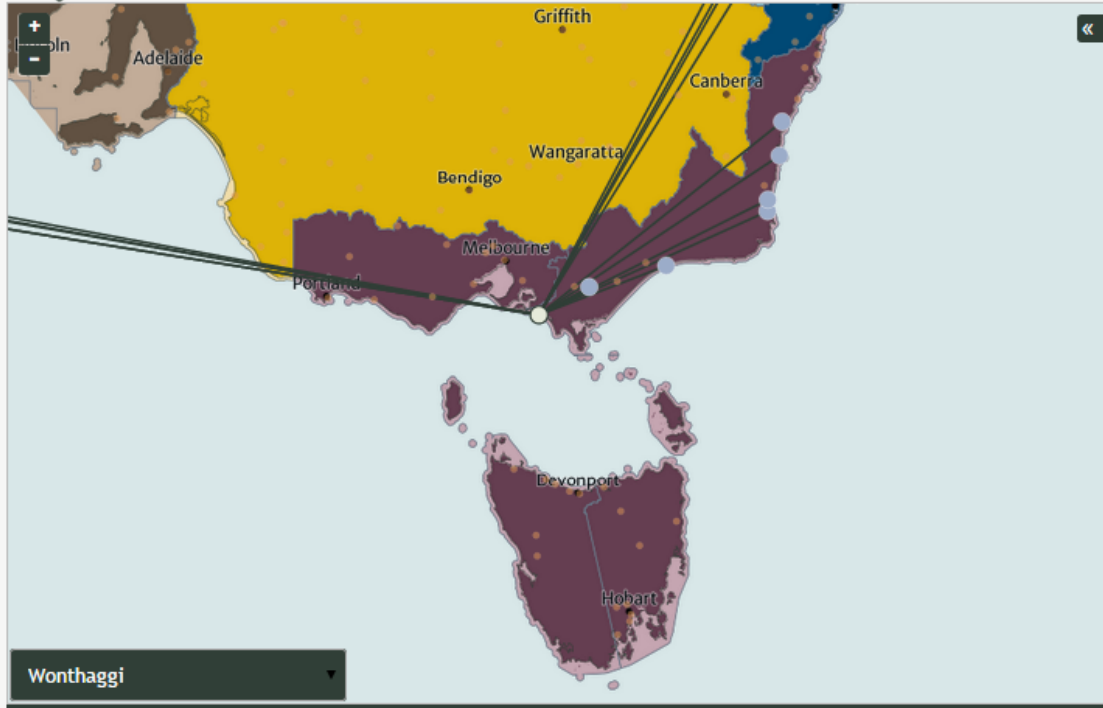 Griffith
+
«
Adelaide
-
Canberra
Wangaratta
Bendigo
Melbourne
Portland
Devonport
Hobart
Wonthaggi